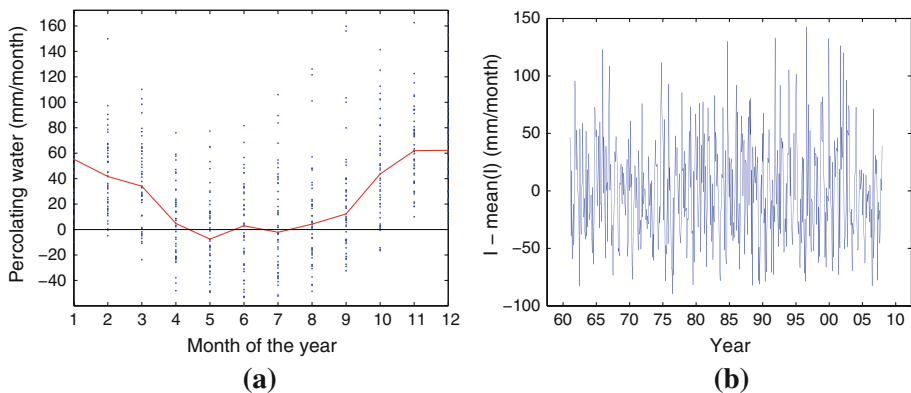 160
140
120
100
80
60
40
20
0
−20
−40
Percolating water (mm/month)
1 2 3 4 5 6 7 8 9 10 11 12
Month of the year
(a)
150
100
50
0
−50
−100
I − mean(I) (mm/month)
60 65 70 75 80 85 90 95 00 05 10
Year
(b)